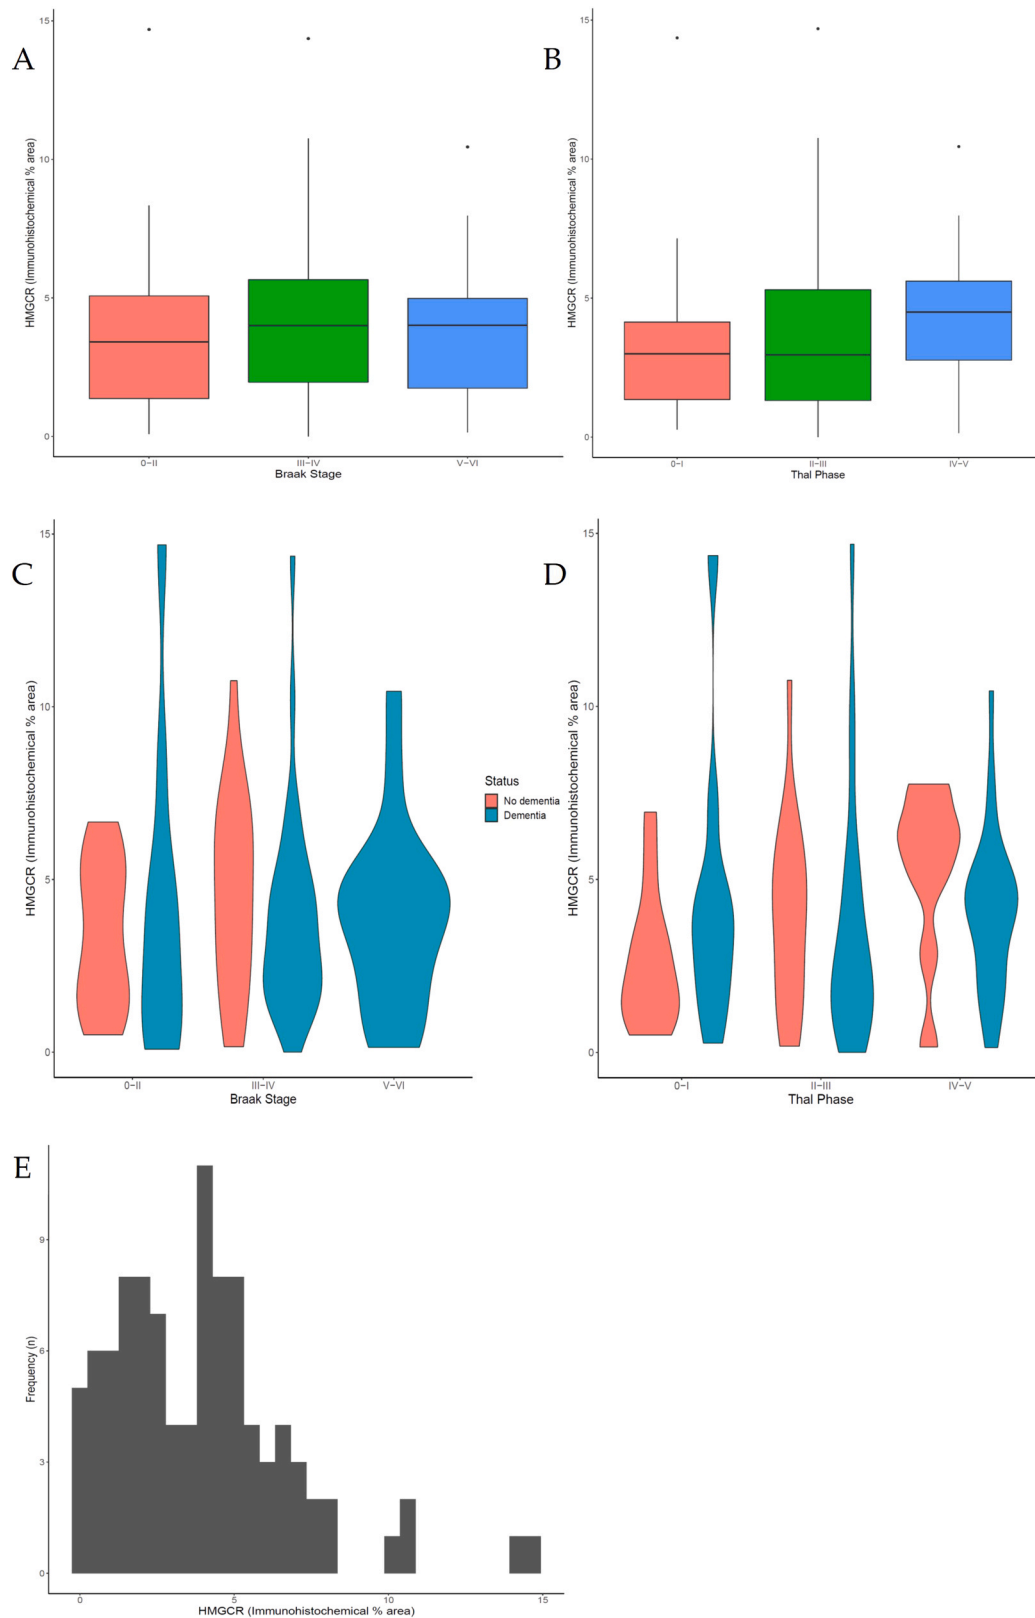 A
HMGCR (Immunohistochemical % area)
15
10
5
0
0-II
III-IV
V-VI
Braak Stage
B
HMGCR (Immunohistochemical % area)
15
10
5
0
0-I
II-III
IV-V
Thal Phase
C
HMGCR (Immunohistochemical % area)
15
10
5
0
0-II
III-IV
V-VI
Braak Stage
Status
No dementia
Dementia
D
HMGCR (Immunohistochemical % area)
15
10
5
0
0-I
II-III
IV-V
Thal Phase
E
Frequency (n)
9
6
3
0
0
5
10
15
HMGCR (Immunohistochemical % area)